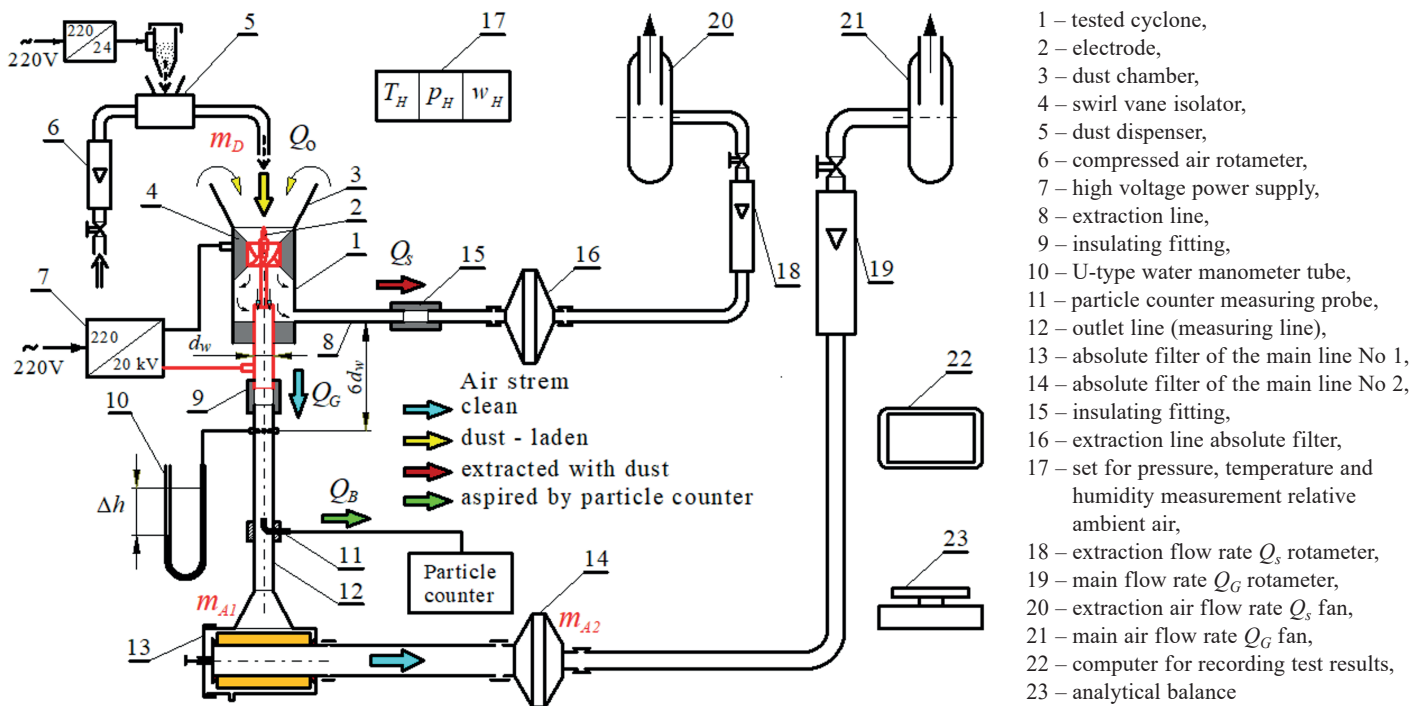 220
24
~
220V
5
17
20
21
T_H p_H w_H
6
m_D
Q_o
4
3
2
1
Q_s
15
16
18
19
7
220
20 kV
~
220V
d_w
8
6d_w
9
Q_G
10
Δh
Air strem
clean
dust - laden
extracted with dust
aspired by particle counter
Q_B
11
12
Particle
counter
22
23
14
m_A1
m_A2
13
1 – tested cyclone,
2 – electrode,
3 – dust chamber,
4 – swirl vane isolator,
5 – dust dispenser,
6 – compressed air rotameter,
7 – high voltage power supply,
8 – extraction line,
9 – insulating fitting,
10 – U-type water manometer tube,
11 – particle counter measuring probe,
12 – outlet line (measuring line),
13 – absolute filter of the main line No 1,
14 – absolute filter of the main line No 2,
15 – insulating fitting,
16 – extraction line absolute filter,
17 – set for pressure, temperature and
humidity measurement relative
ambient air,
18 – extraction flow rate Q_s rotameter,
19 – main flow rate Q_G rotameter,
20 – extraction air flow rate Q_s fan,
21 – main air flow rate Q_G fan,
22 – computer for recording test results,
23 – analytical balance